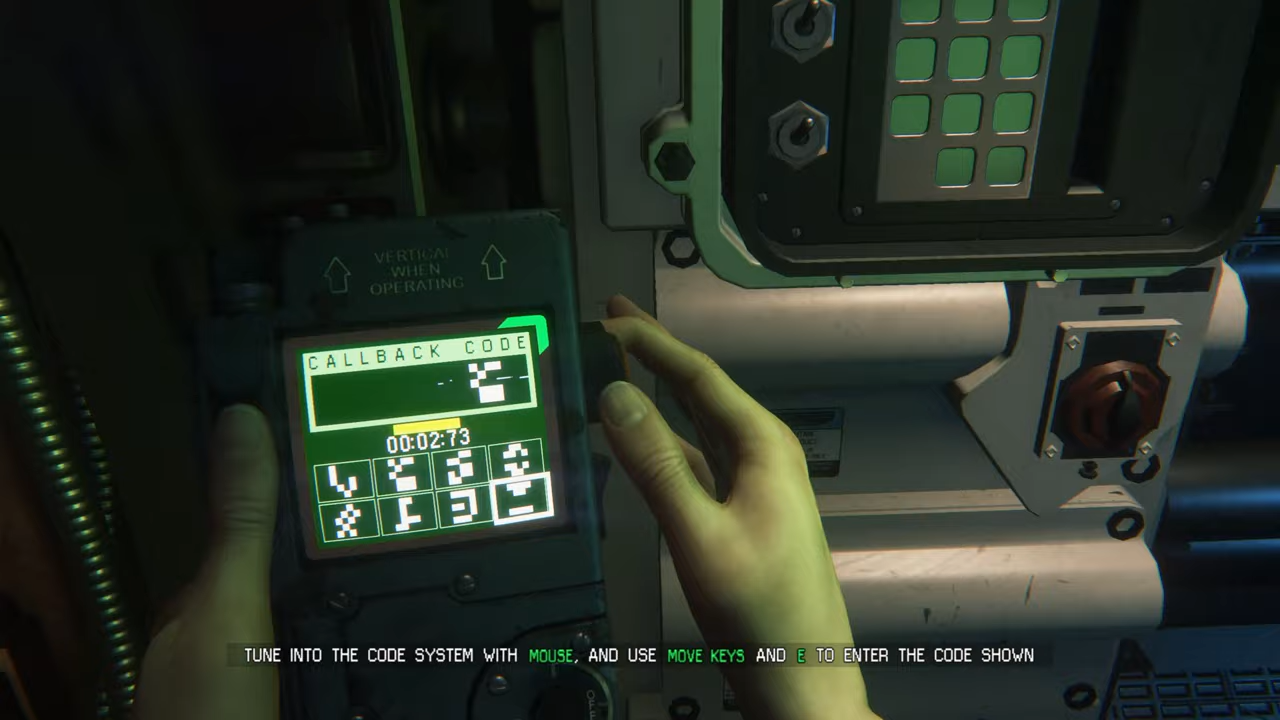 VERTICAL
WHEN
OPERATING
CALLBACK CODE
00:02:73
TUNE INTO THE CODE SYSTEM WITH MOUSE, AND USE MOVE KEYS AND E TO ENTER THE CODE SHOWN